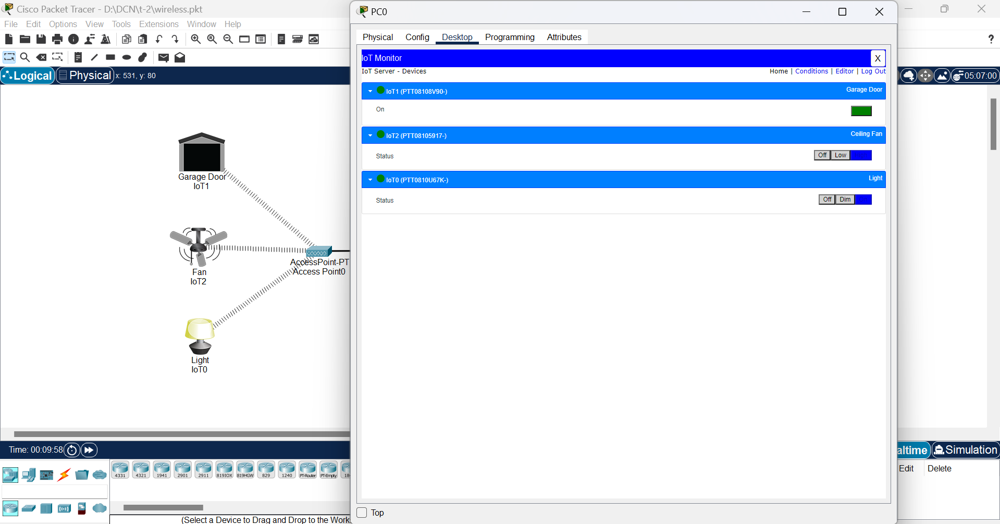 Cisco Packet Tracer - D:\DCN\t-2\wireless.pkt
File Edit Options View Tools Extensions Window Help
?
Logical Physical x: 531, y: 80
05:07:00
Garage Door
IoT1
Fan
IoT2
AccessPoint-PT
Access Point0
Light
IoT0
PC0
Physical Config Desktop Programming Attributes
IoT Monitor X
IoT Server - Devices Home | Conditions | Editor | Log Out
IoT1 (PTT08108V90-) Garage Door
On
IoT2 (PTT08105917-) Ceiling Fan
Status Off Low
IoT0 (PTT0810U67K-) Light
Status Off Dim
Top
Time: 00:09:58
altime Simulation
Edit Delete
4331 4321 1941 2901 2911 819IOX 819HGW 829 1240 PT-Router PT-Empty 18
(Select a Device to Drag and Drop to the Work